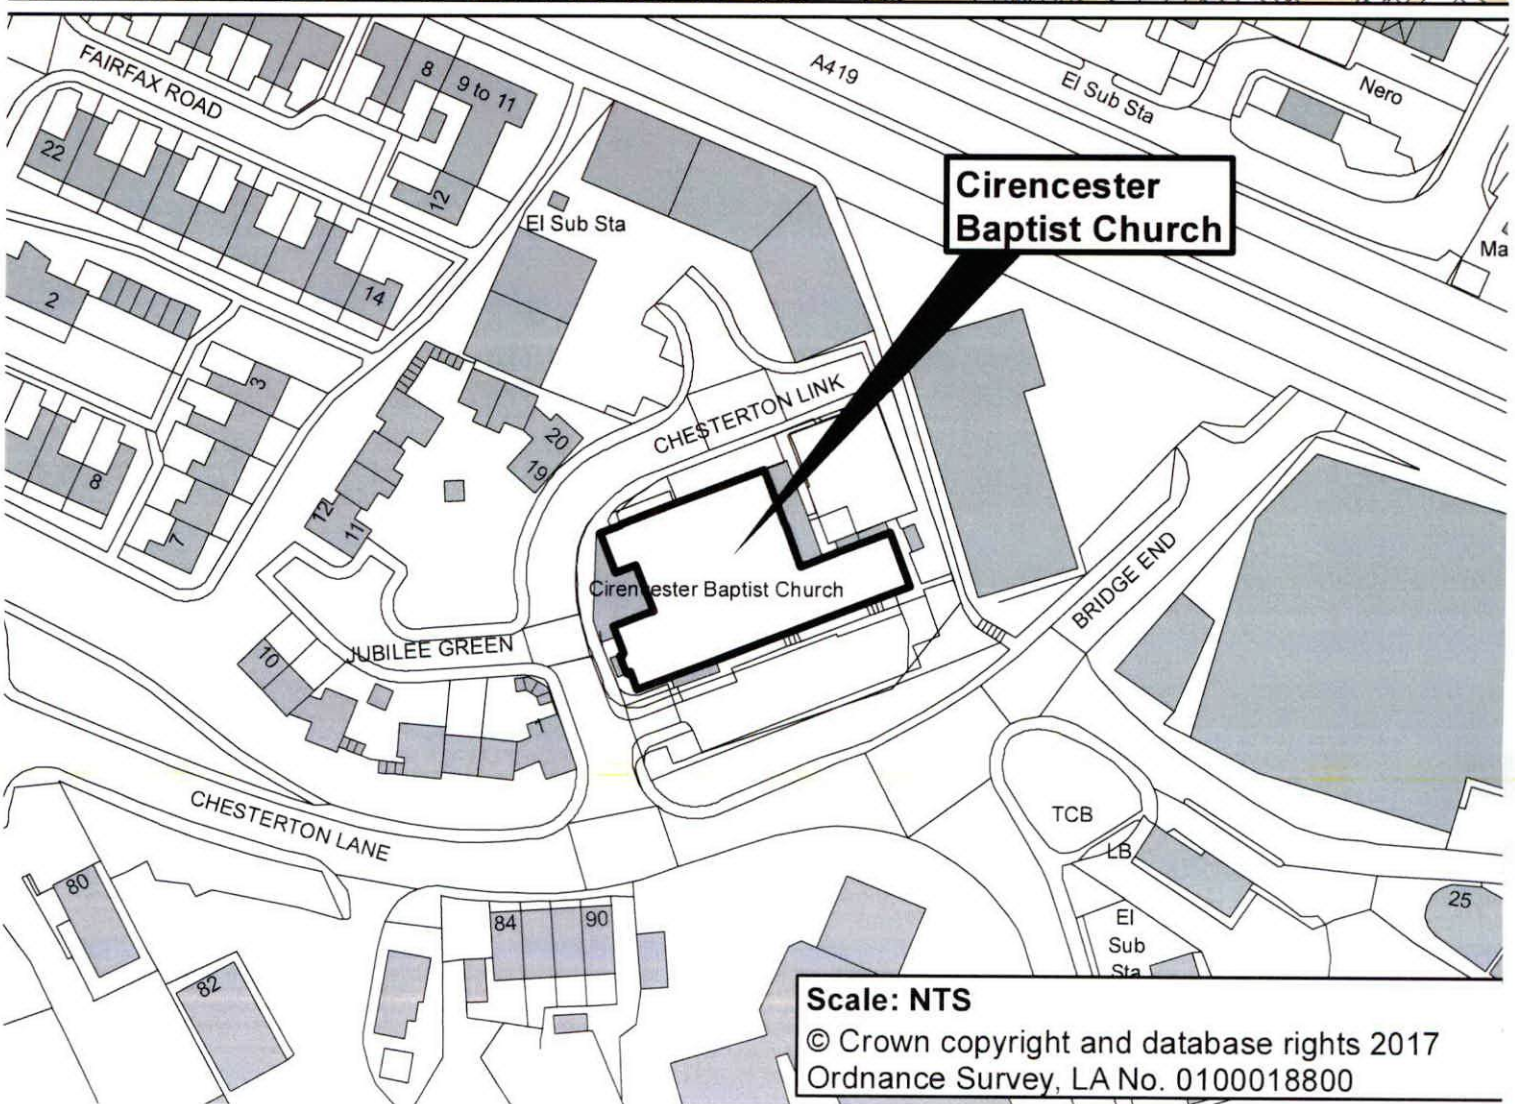 FAIRFAX ROAD
8
9 to 11
A419
El Sub Sta
Nero
22
12
El Sub Sta
Cirencester
Baptist Church
Ma
2
14
3
CHESTERTON LINK
20
19
8
12
11
7
Cirencester Baptist Church
BRIDGE END
JUBILEE GREEN
10
1
CHESTERTON LANE
TCB
LB
80
84
90
25
El
Sub
Sta
82
Scale: NTS
© Crown copyright and database rights 2017
Ordnance Survey, LA No. 0100018800